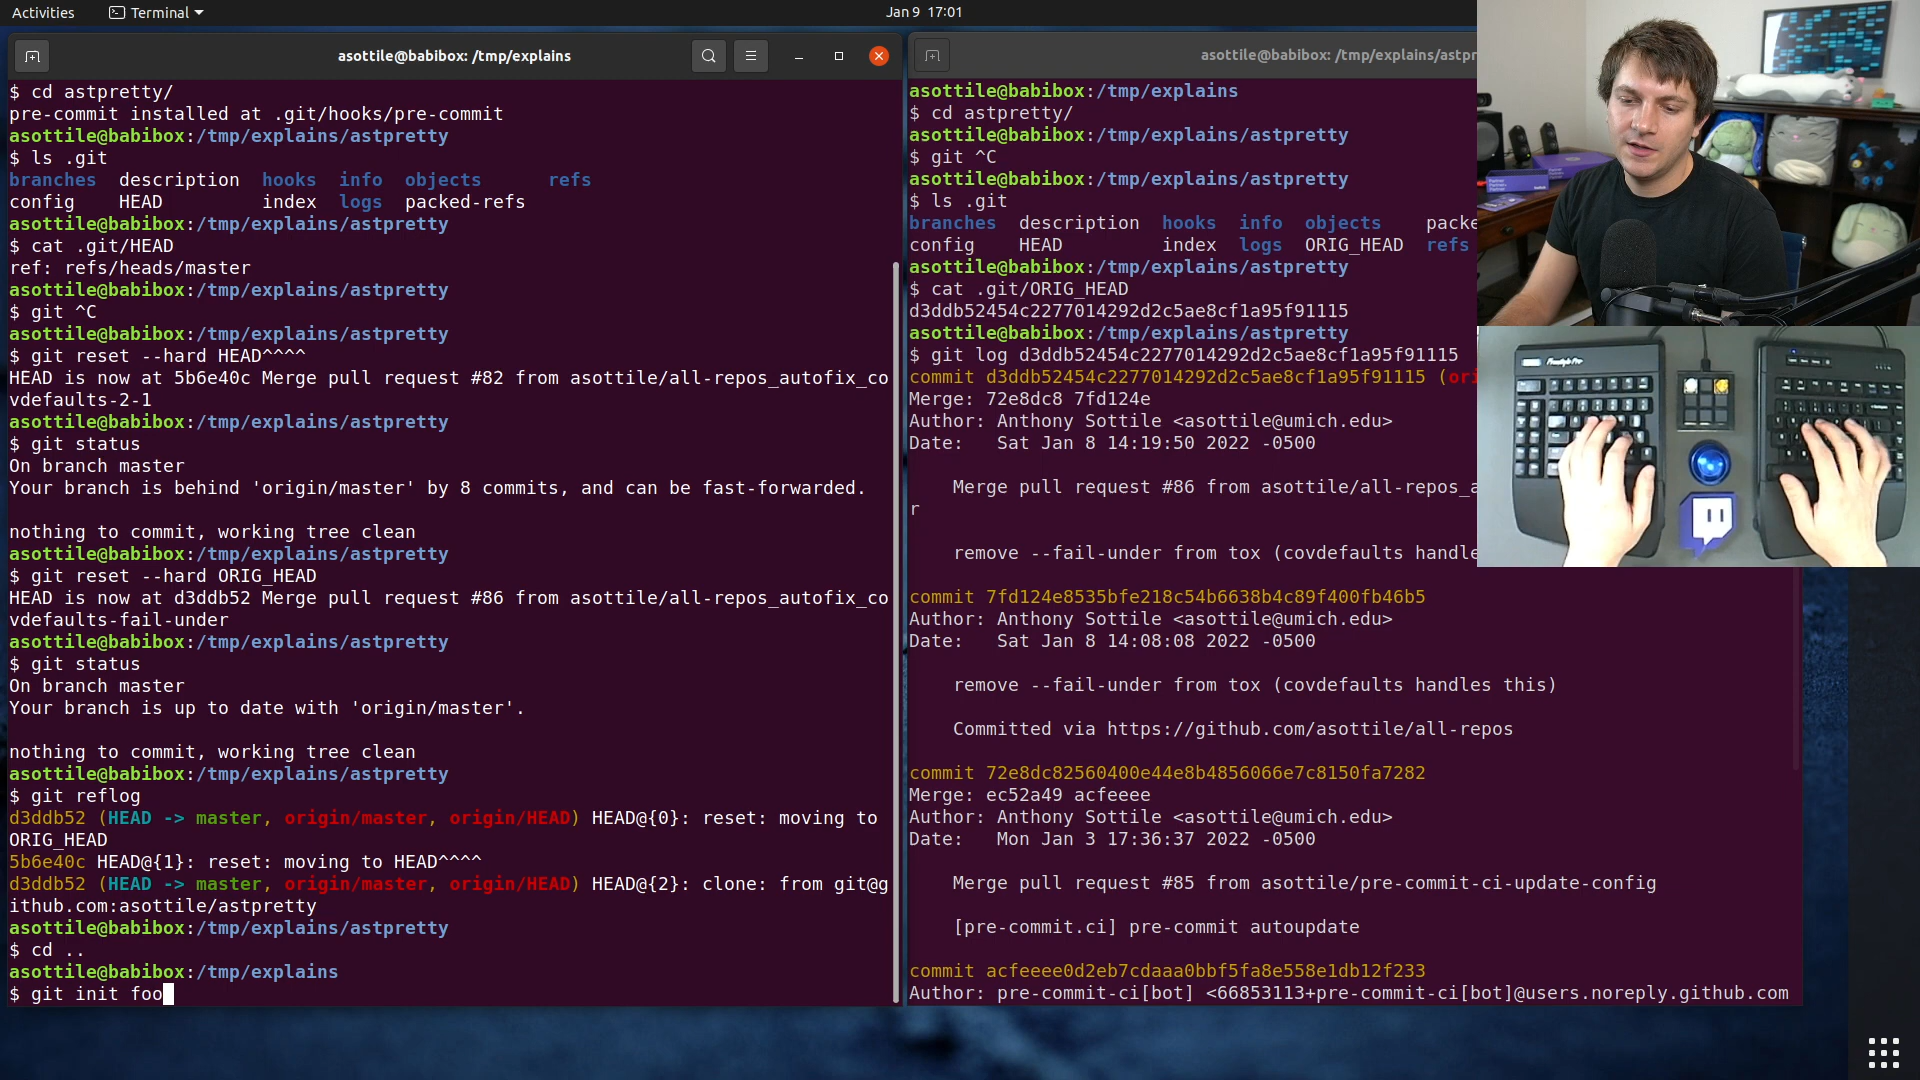 Activities
Terminal
Jan 9 17:01
asottile@babibox: /tmp/explains
$ cd astpretty/
pre-commit installed at .git/hooks/pre-commit
asottile@babibox:/tmp/explains/astpretty
$ ls .git
branches description hooks info objects refs
config HEAD index logs packed-refs
asottile@babibox:/tmp/explains/astpretty
$ cat .git/HEAD
ref: refs/heads/master
asottile@babibox:/tmp/explains/astpretty
$ git ^C
asottile@babibox:/tmp/explains/astpretty
$ git reset --hard HEAD^^^^
HEAD is now at 5b6e40c Merge pull request #82 from asottile/all-repos_autofix_co
vdefaults-2-1
asottile@babibox:/tmp/explains/astpretty
$ git status
On branch master
Your branch is behind 'origin/master' by 8 commits, and can be fast-forwarded.
nothing to commit, working tree clean
asottile@babibox:/tmp/explains/astpretty
$ git reset --hard ORIG_HEAD
HEAD is now at d3ddb52 Merge pull request #86 from asottile/all-repos_autofix_co
vdefaults-fail-under
asottile@babibox:/tmp/explains/astpretty
$ git status
On branch master
Your branch is up to date with 'origin/master'.
nothing to commit, working tree clean
asottile@babibox:/tmp/explains/astpretty
$ git reflog
d3ddb52 (HEAD -> master, origin/master, origin/HEAD) HEAD@{0}: reset: moving to
ORIG_HEAD
5b6e40c HEAD@{1}: reset: moving to HEAD^^^^
d3ddb52 (HEAD -> master, origin/master, origin/HEAD) HEAD@{2}: clone: from git@g
ithub.com:asottile/astpretty
asottile@babibox:/tmp/explains/astpretty
$ cd ..
asottile@babibox:/tmp/explains
$ git init foo
asottile@babibox: /tmp/explains/astpr
asottile@babibox:/tmp/explains
$ cd astpretty/
asottile@babibox:/tmp/explains/astpretty
$ git ^C
asottile@babibox:/tmp/explains/astpretty
$ ls .git
branches description hooks info objects packe
config HEAD index logs ORIG_HEAD refs
asottile@babibox:/tmp/explains/astpretty
$ cat .git/ORIG_HEAD
d3ddb52454c2277014292d2c5ae8cf1a95f91115
asottile@babibox:/tmp/explains/astpretty
$ git log d3ddb52454c2277014292d2c5ae8cf1a95f91115
commit d3ddb52454c2277014292d2c5ae8cf1a95f91115 (ori
Merge: 72e8dc8 7fd124e
Author: Anthony Sottile <asottile@umich.edu>
Date: Sat Jan 8 14:19:50 2022 -0500
Merge pull request #86 from asottile/all-repos_a
r
remove --fail-under from tox (covdefaults handle
commit 7fd124e8535bfe218c54b6638b4c89f400fb46b5
Author: Anthony Sottile <asottile@umich.edu>
Date: Sat Jan 8 14:08:08 2022 -0500
remove --fail-under from tox (covdefaults handles this)
Committed via https://github.com/asottile/all-repos
commit 72e8dc82560400e44e8b4856066e7c8150fa7282
Merge: ec52a49 acfeeee
Author: Anthony Sottile <asottile@umich.edu>
Date: Mon Jan 3 17:36:37 2022 -0500
Merge pull request #85 from asottile/pre-commit-ci-update-config
[pre-commit.ci] pre-commit autoupdate
commit acfeeee0d2eb7cdaaa0bbf5fa8e558e1db12f233
Author: pre-commit-ci[bot] <66853113+pre-commit-ci[bot]@users.noreply.github.com